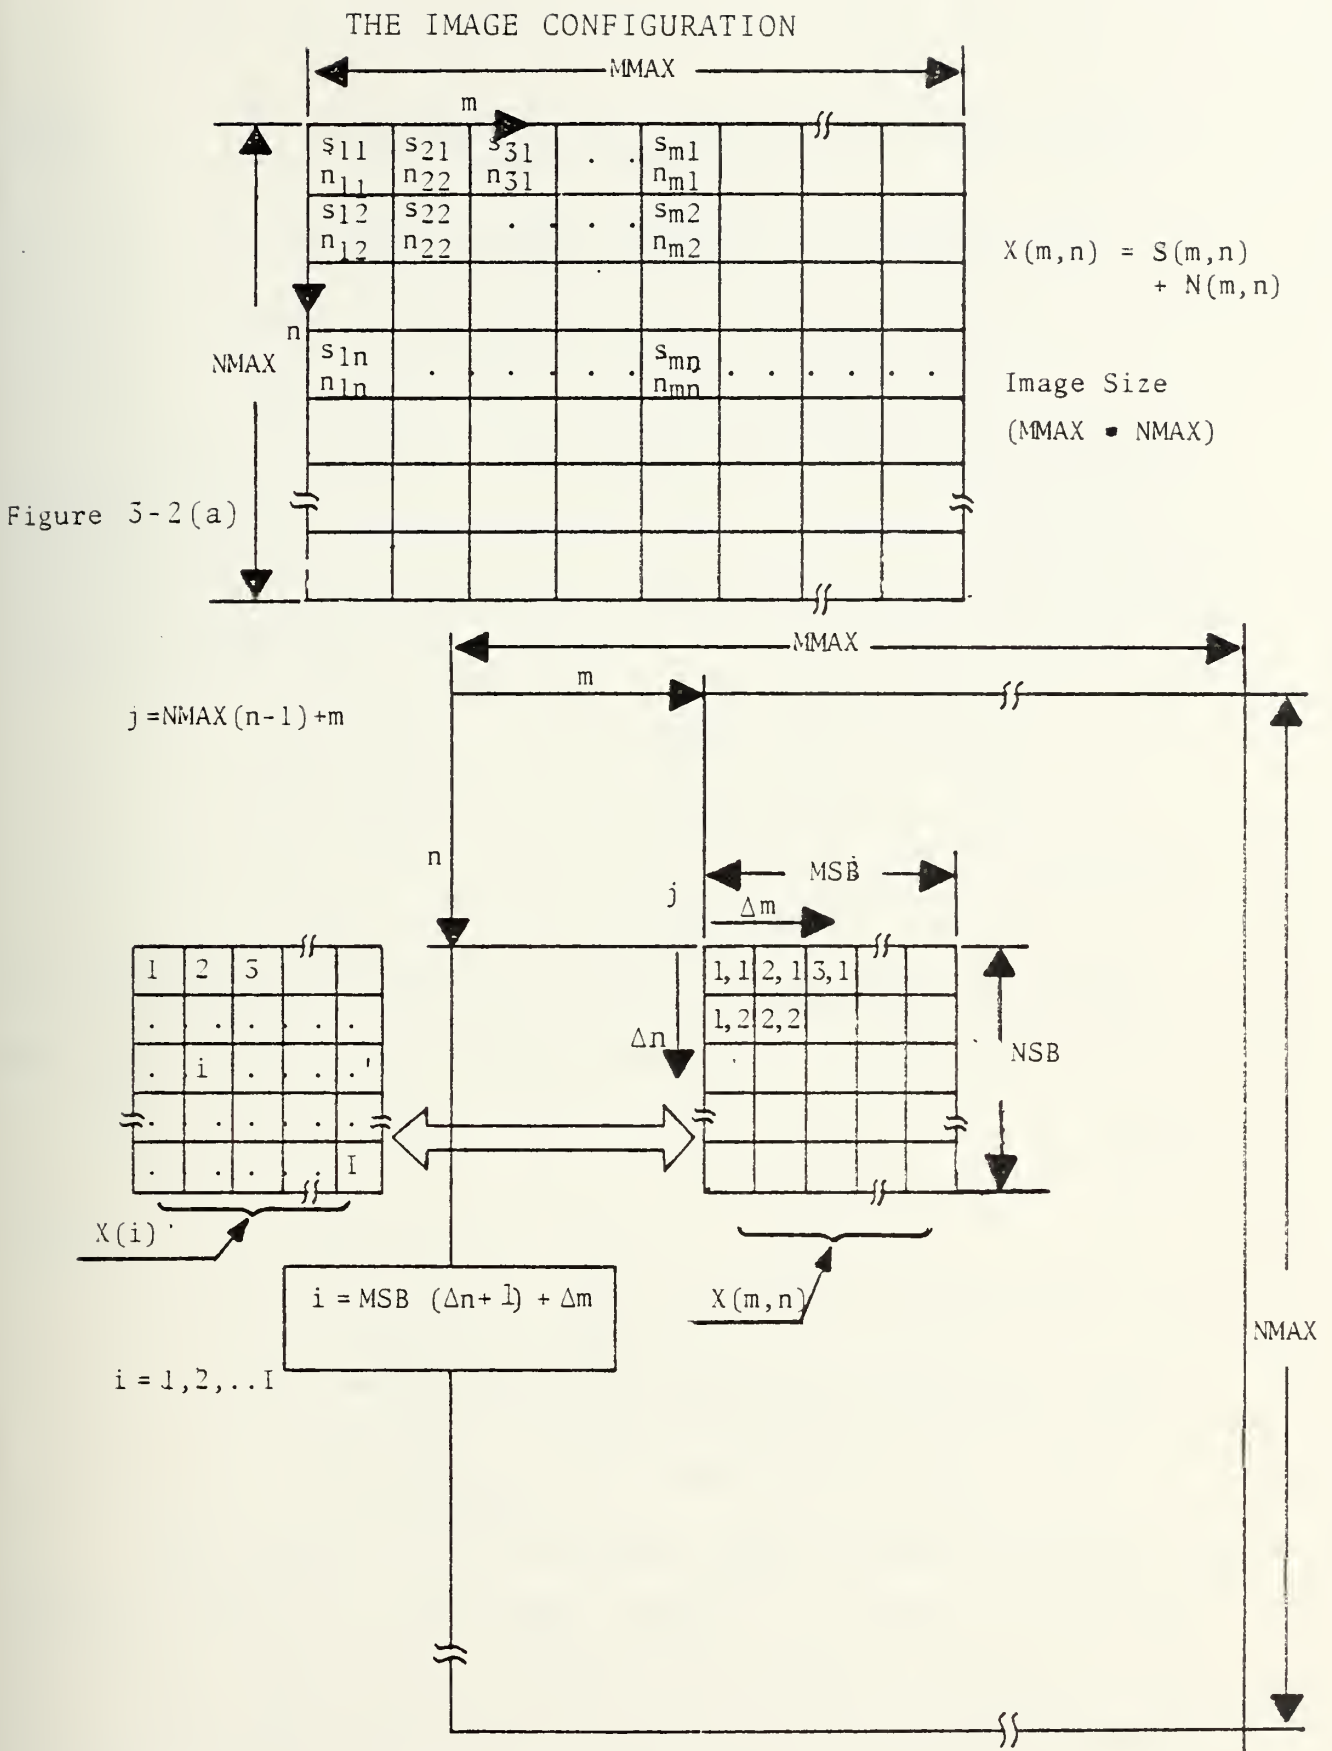 THE IMAGE CONFIGURATION
MMAX
m
s11 s21 s31 . . sm1
n11 n22 n31 nm1
s12 s22 . . . . sm2
n12 n22 nm2
X(m,n) = S(m,n)
+ N(m,n)
n
NMAX
s1n . . . . . smn . . . . . .
n1n nmn
Image Size
(MMAX • NMAX)
Figure 3-2(a)
MMAX
m
j=NMAX(n-1)+m
n
MSB
j
Δm
1 2 3
1,1 2,1 3,1
1,2 2,2
Δn
NSB
i
I
X(i)
X(m,n)
i = MSB (Δn+1) + Δm
NMAX
i = 1,2,..I